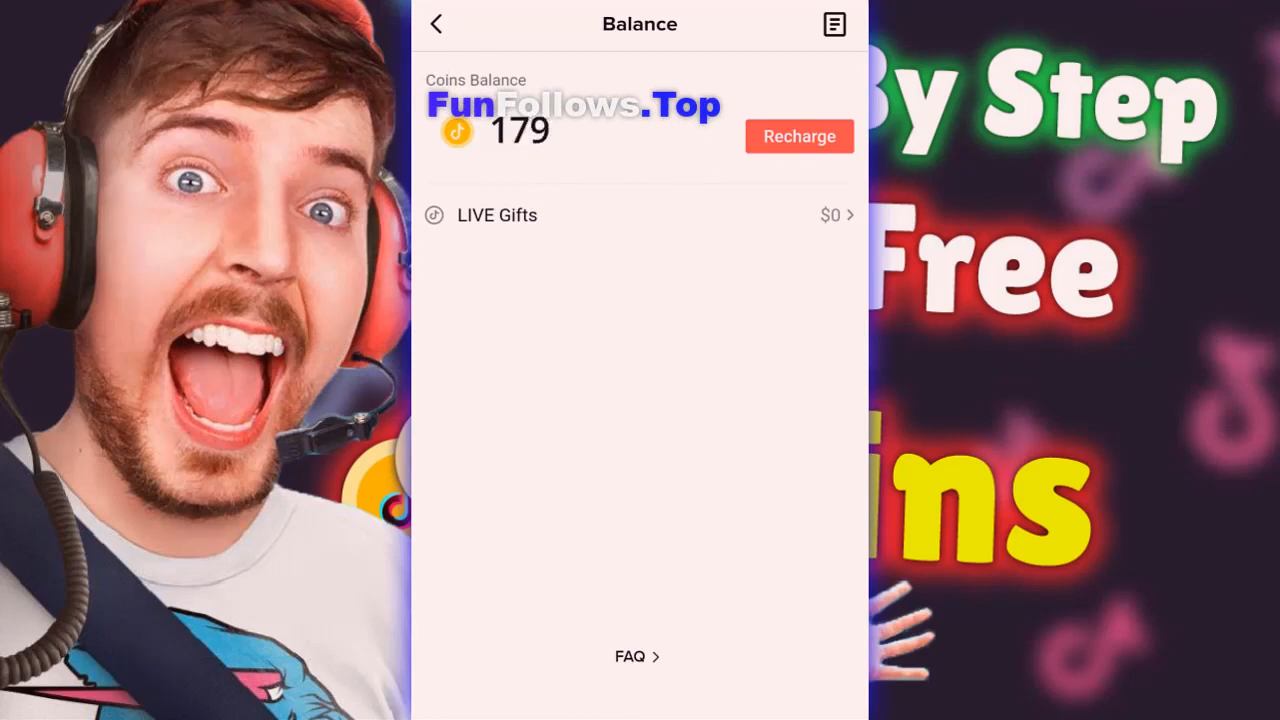 Balance
Coins Balance
FunFollows.Top
179
Recharge
LIVE Gifts
$0
FAQ
By Step
Free
ins